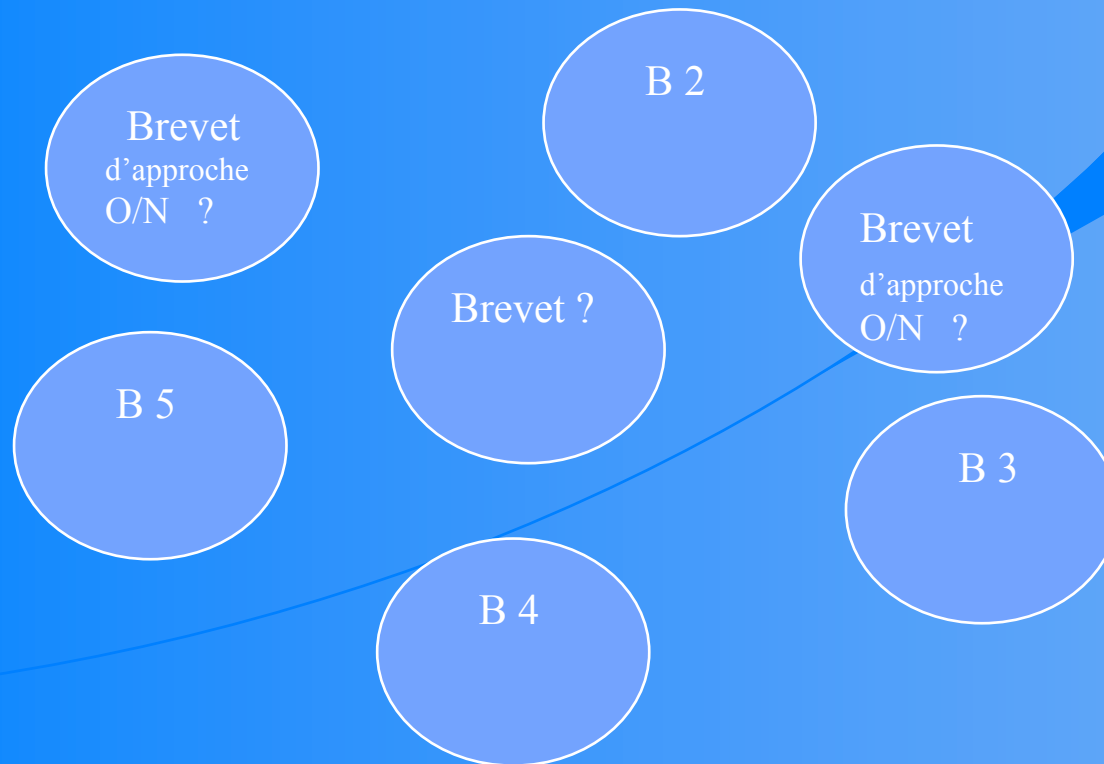 B 2
Brevet
d’approche
O/N ?
Brevet
d’approche
O/N ?
Brevet ?
B 5
B 3
B 4